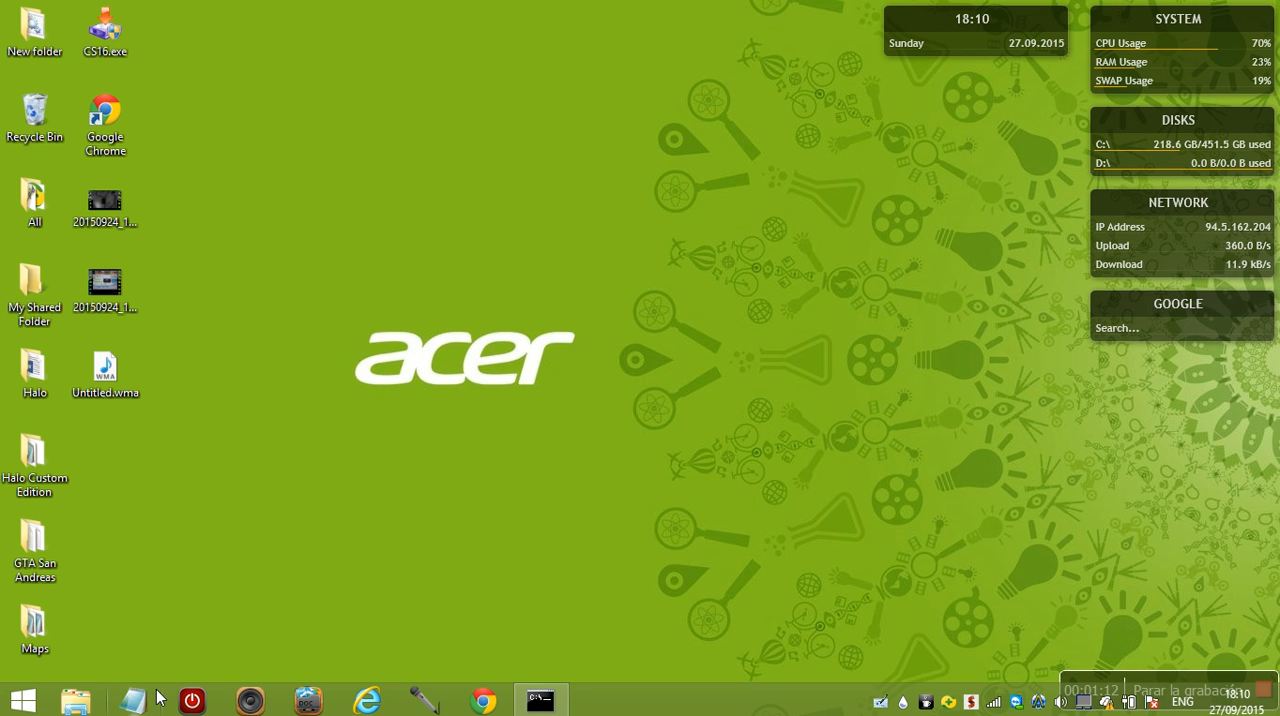 New folder
CS16.exe
Recycle Bin
Google
Chrome
All
20150924_1...
My Shared
Folder
20150924_1...
Halo
WMA
Untitled.wma
Halo Custom
Edition
GTA San
Andreas
Maps
acer
18:10
Sunday 27.09.2015
SYSTEM
CPU Usage 70%
RAM Usage 23%
SWAP Usage 19%
DISKS
C:\ 218.6 GB/451.5 GB used
D:\ 0.0 B/0.0 B used
NETWORK
IP Address 94.5.162.204
Upload 360.0 B/s
Download 11.9 kB/s
GOOGLE
Search...
C:\
00:01:12 Parar la grabación
ENG
18:10
27/09/2015